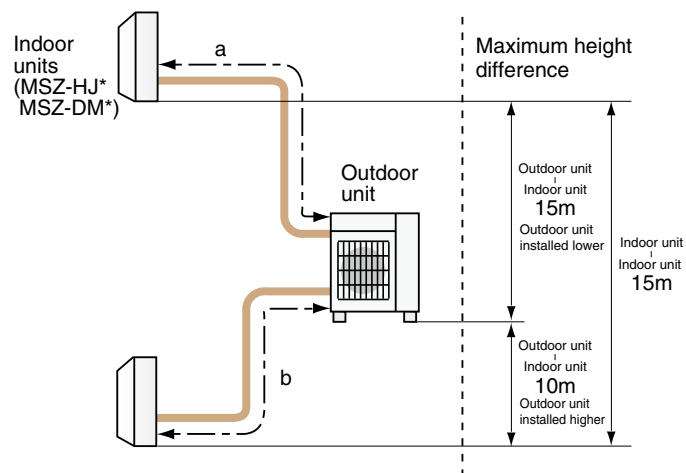 Indoor
units
(MSZ-HJ*
MSZ-DM*)
a
Outdoor
unit
b
Maximum height
difference
Outdoor unit
–
Indoor unit
15m
Outdoor unit
installed lower
Indoor unit
–
Indoor unit
15m
Outdoor unit
–
Indoor unit
10m
Outdoor unit
installed higher